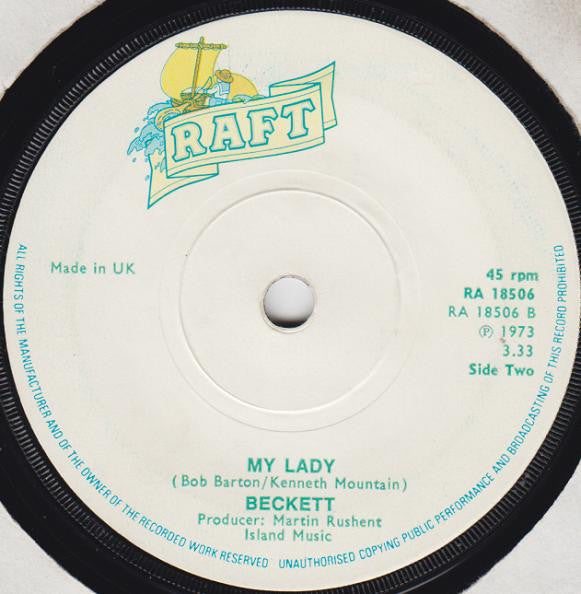 RAFT
Made in UK
45 rpm
RA 18506
RA 18506 B
℗ 1973
3.33
Side Two
MY LADY
(Bob Barton/Kenneth Mountain)
BECKETT
Producer: Martin Rushent
Island Music
ALL RIGHTS OF THE MANUFACTURER AND OF THE OWNER OF THE RECORDED WORK RESERVED UNAUTHORISED COPYING PUBLIC PERFORMANCE AND BROADCASTING OF THIS RECORD PROHIBITED